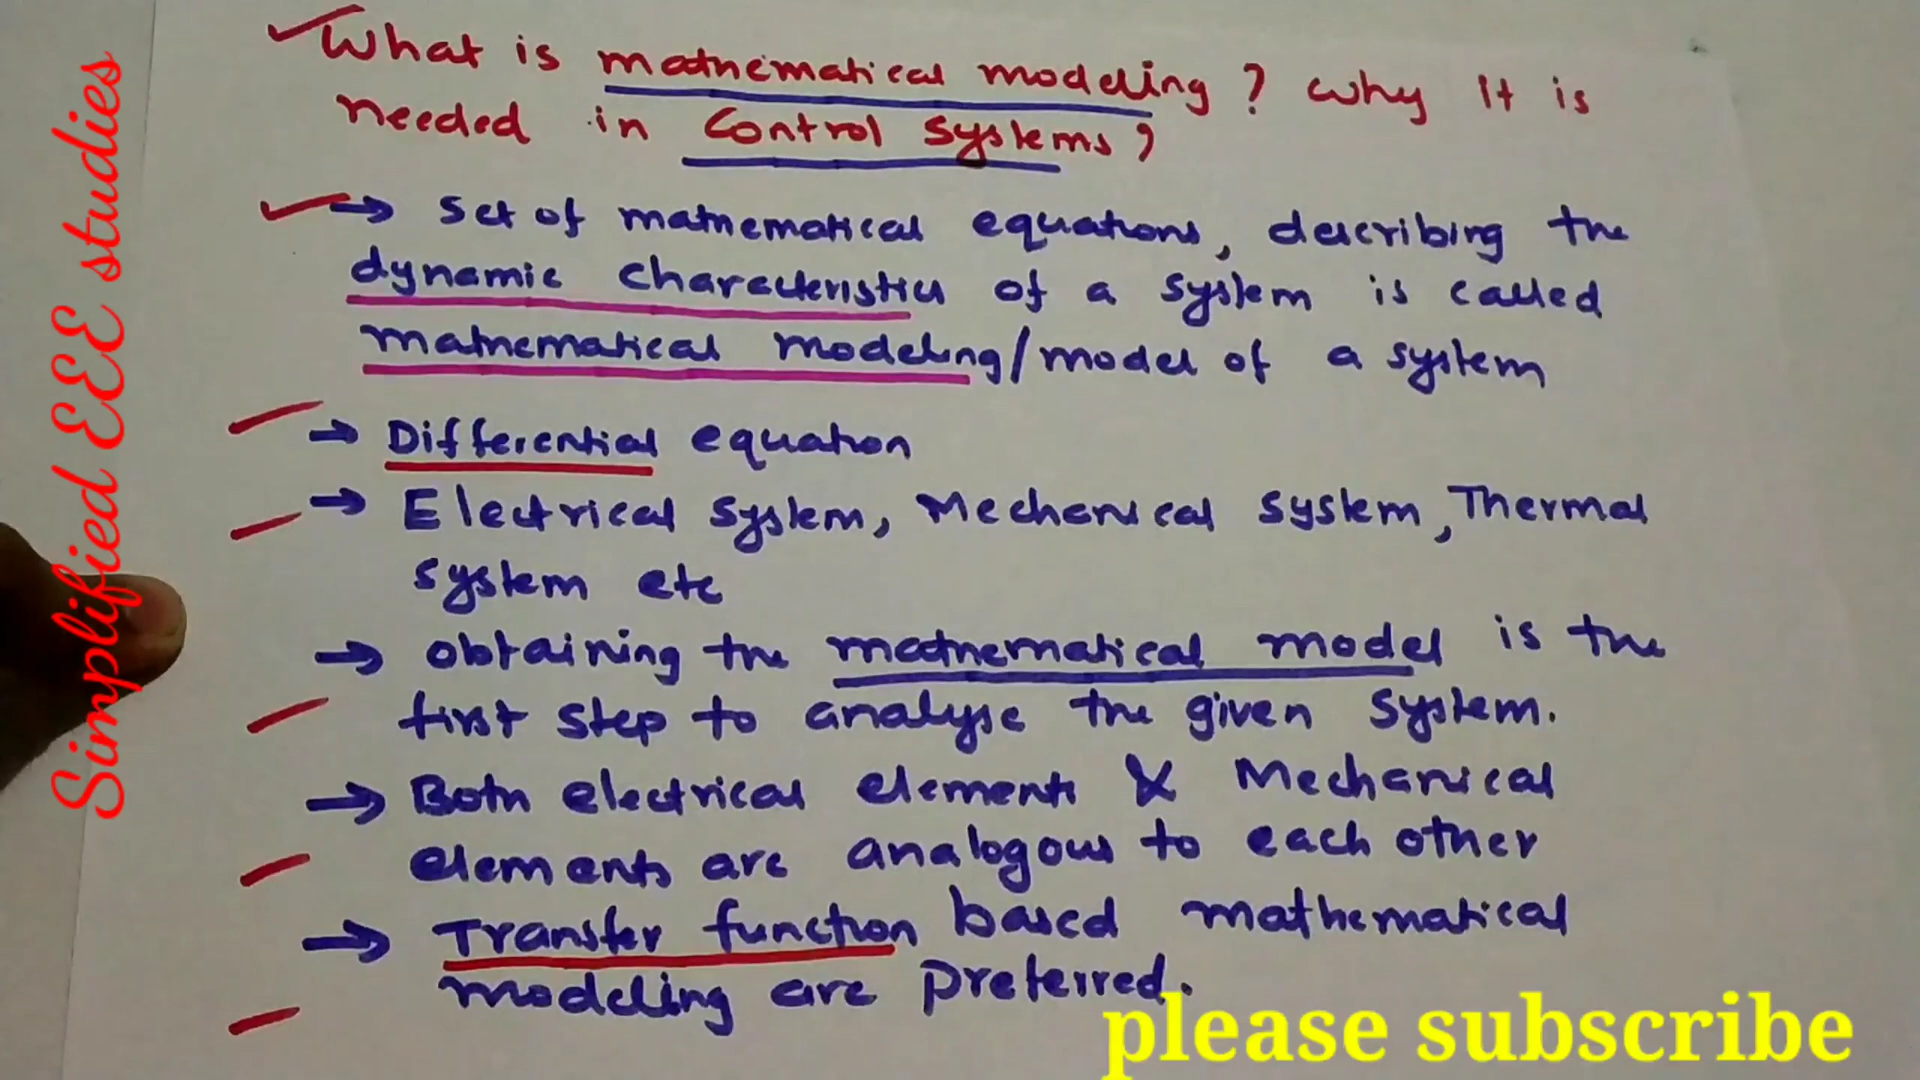 Simplified EEE studies
What is mathematical modeling? Why it is
needed in control systems?
→ Set of mathematical equations, describing the
dynamic characteristics of a system is called
mathematical modeling/model of a system
→ Differential equation
→ Electrical system, Mechanical system, Thermal
system etc
→ obtaining the mathematical model is the
first step to analyse the given system.
→ Both electrical elements & Mechanical
elements are analogous to each other
→ Transfer function based mathematical
modeling are preferred.
please subscribe